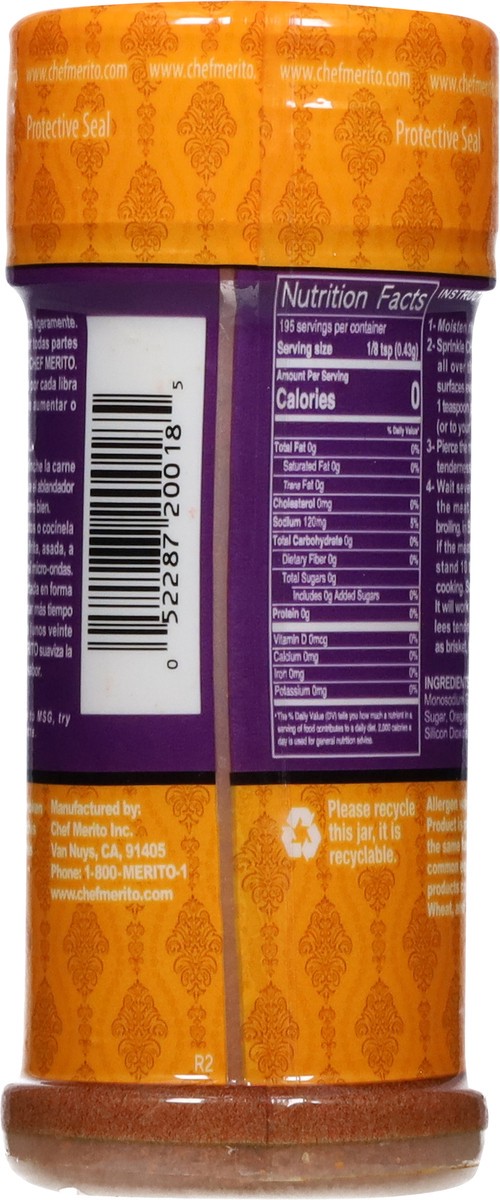 www.chefmerito.com www.chefmerito. www.chefmerito.com www.chefmerito
Protective Seal
Protective Seal
ligeramente.
todas partes
CHEF MERITO.
por cada libra
aumentar o
la carne
ablandador
bien.
o cocinela
asada, a
micro-ondas.
en forma
más tiempo
unos veinte
suaviza la
MSG, try
0 52287 20018 5
Nutrition Facts
195 servings per container
Serving size 1/8 tsp (0.43g)
Amount Per Serving
Calories 0
% Daily Value*
Total Fat 0g 0%
Saturated Fat 0g 0%
Trans Fat 0g
Cholesterol 0mg 0%
Sodium 120mg 5%
Total Carbohydrate 0g 0%
Dietary Fiber 0g 0%
Total Sugars 0g
Includes 0g Added Sugars 0%
Protein 0g 0%
Vitamin D 0mcg 0%
Calcium 0mg 0%
Iron 0mg 0%
Potassium 0mg 0%
*The % Daily Value (DV) tells you how much a nutrient in a
serving of food contributes to a daily diet. 2,000 calories a
day is used for general nutrition advice.
1- Moisten
2- Sprinkle
all over
surfaces
1 teaspoon
(or to your
3- Pierce the
tenderness
4- Wait
the meat
broiling,
if the
stand 10
cooking.
It will work
less
as brisket,
Sugar,
Silicon
Manufactured by:
Chef Merito Inc.
Van Nuys, CA, 91405
Phone: 1-800-MERITO-1
www.chefmerito.com
Please recycle
this jar, it is
recyclable.
Allergen
Product is
the same
common
products
Wheat,
R2